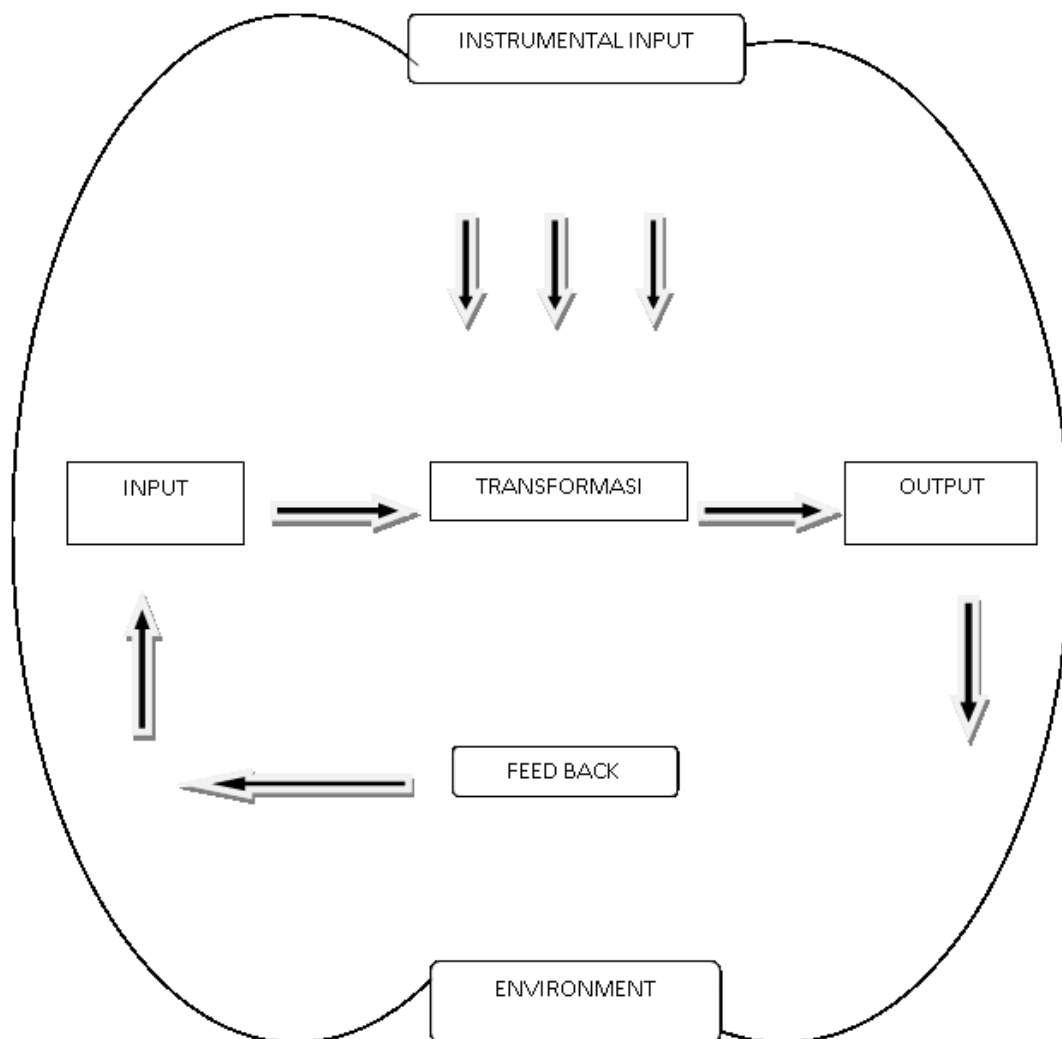 INSTRUMENTAL INPUT
INPUT
TRANSFORMASI
OUTPUT
FEED BACK
ENVIRONMENT